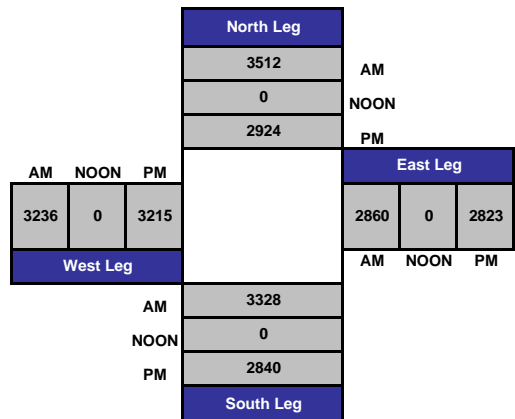 North Leg
3512
AM
0
NOON
2924
PM
East Leg
AM NOON PM
3236 0 3215
2860 0 2823
West Leg
AM NOON PM
AM
3328
NOON
0
PM
2840
South Leg